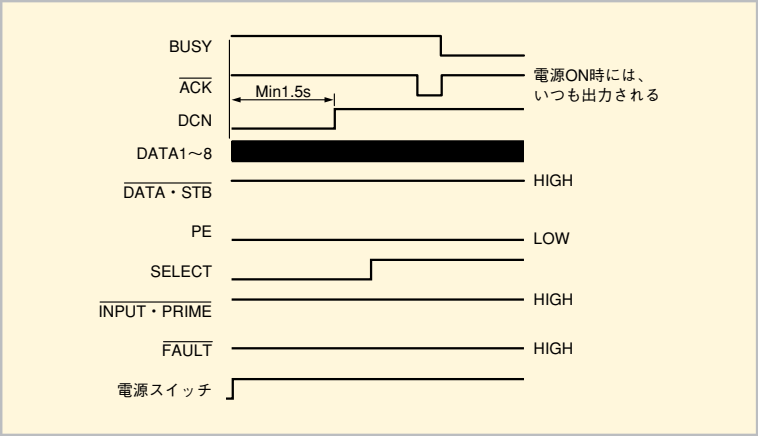 BUSY
ACK
電源ON時には、
いつも出力される
Min1.5s
DCN
DATA1〜8
DATA・STB
HIGH
PE
LOW
SELECT
INPUT・PRIME
HIGH
FAULT
HIGH
電源スイッチ